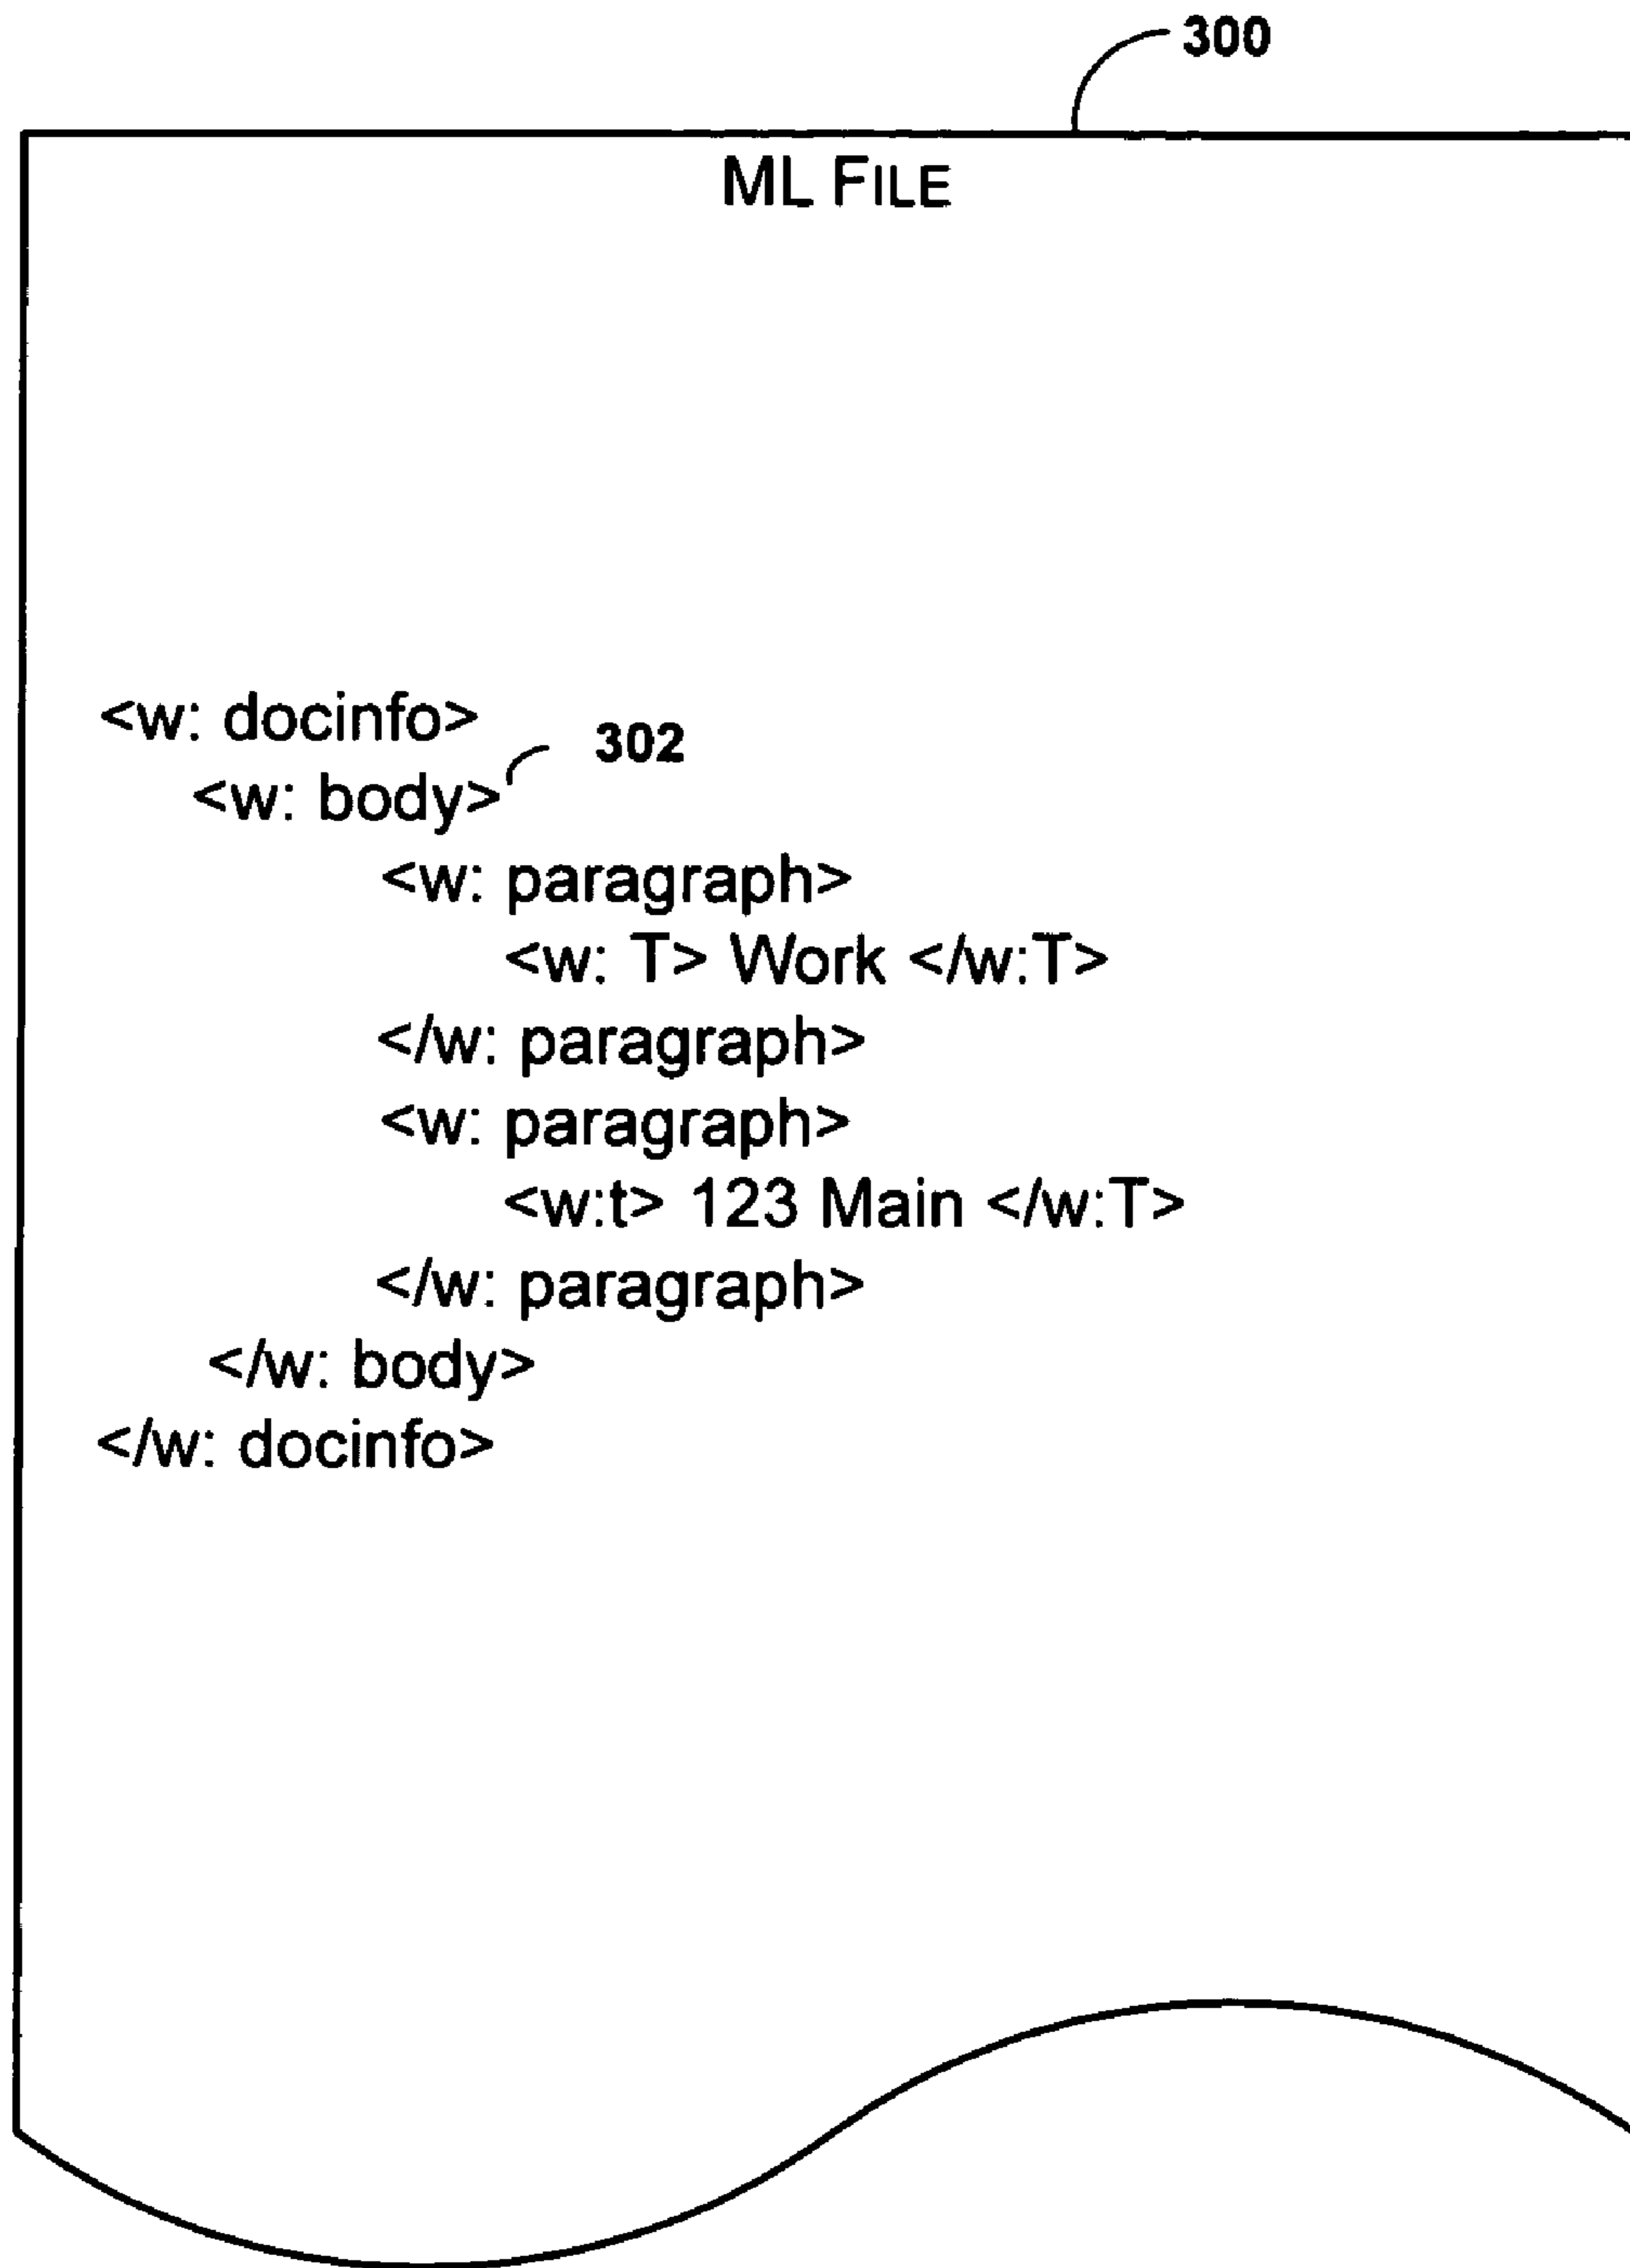 300
ML FILE
<w: docinfo>
302
<w: body>
<w: paragraph>
<w: T> Work </w:T>
</w: paragraph>
<w: paragraph>
<w:t> 123 Main </w:T>
</w: paragraph>
</w: body>
</w: docinfo>